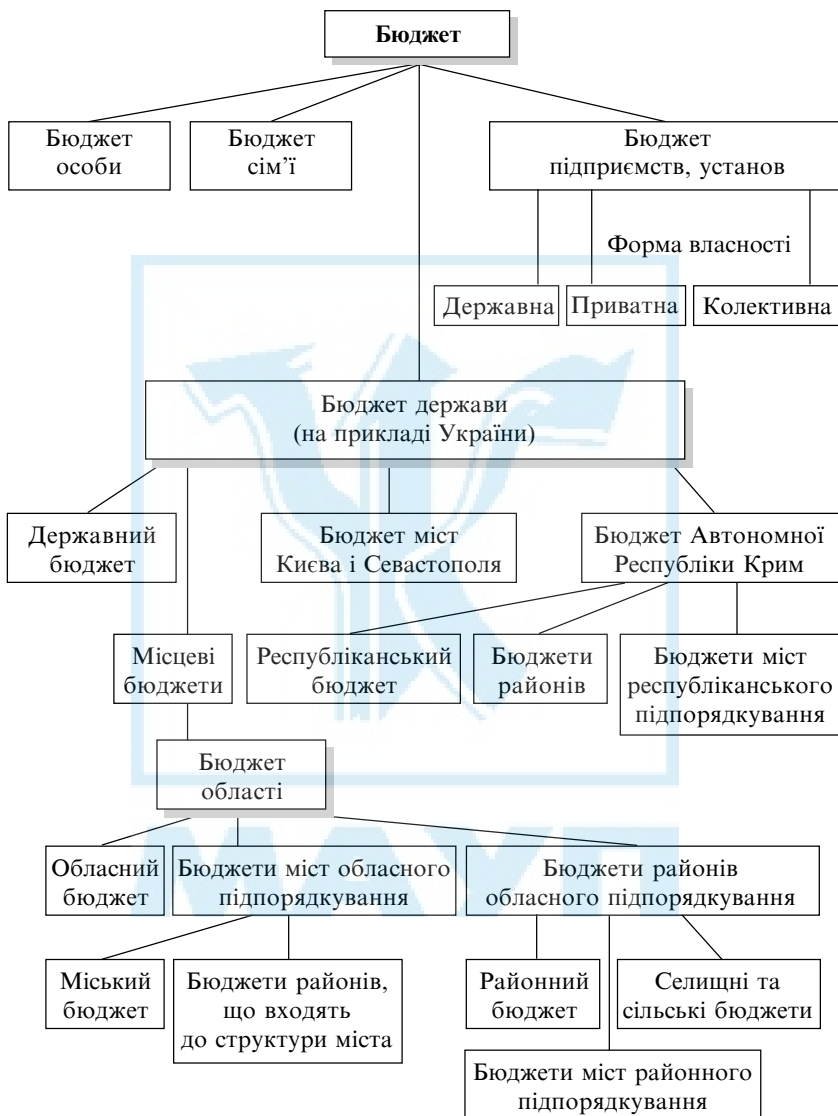 Бюджет
Бюджет
особи
Бюджет
сім’ї
Бюджет
підприємств, установ
Форма власності
Державна
Приватна
Колективна
Бюджет держави
(на прикладі України)
Державний
бюджет
Бюджет міст
Києва і Севастополя
Бюджет Автономної
Республіки Крим
Місцеві
бюджети
Республіканський
бюджет
Бюджети
районів
Бюджети міст
республіканського
підпорядкування
Бюджет
області
Обласний
бюджет
Бюджети міст обласного
підпорядкування
Бюджети районів
обласного підпорядкування
Міський
бюджет
Бюджети районів,
що входять
до структури міста
Районний
бюджет
Селищні та
сільські бюджети
Бюджети міст районного
підпорядкування
МАУП